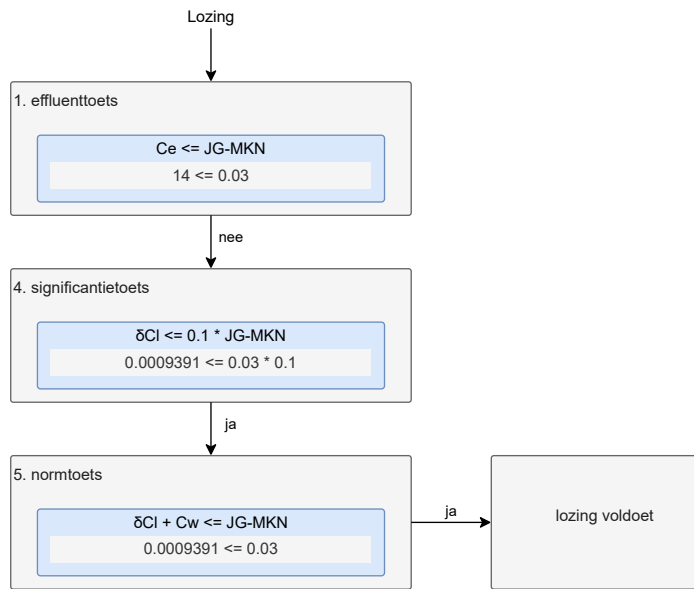 Lozing
1. effluenttoets
Ce <= JG-MKN
14 <= 0.03
nee
4. significantietoets
δCl <= 0.1 * JG-MKN
0.0009391 <= 0.03 * 0.1
ja
5. normtoets
δCl + Cw <= JG-MKN
0.0009391 <= 0.03
ja
lozing voldoet